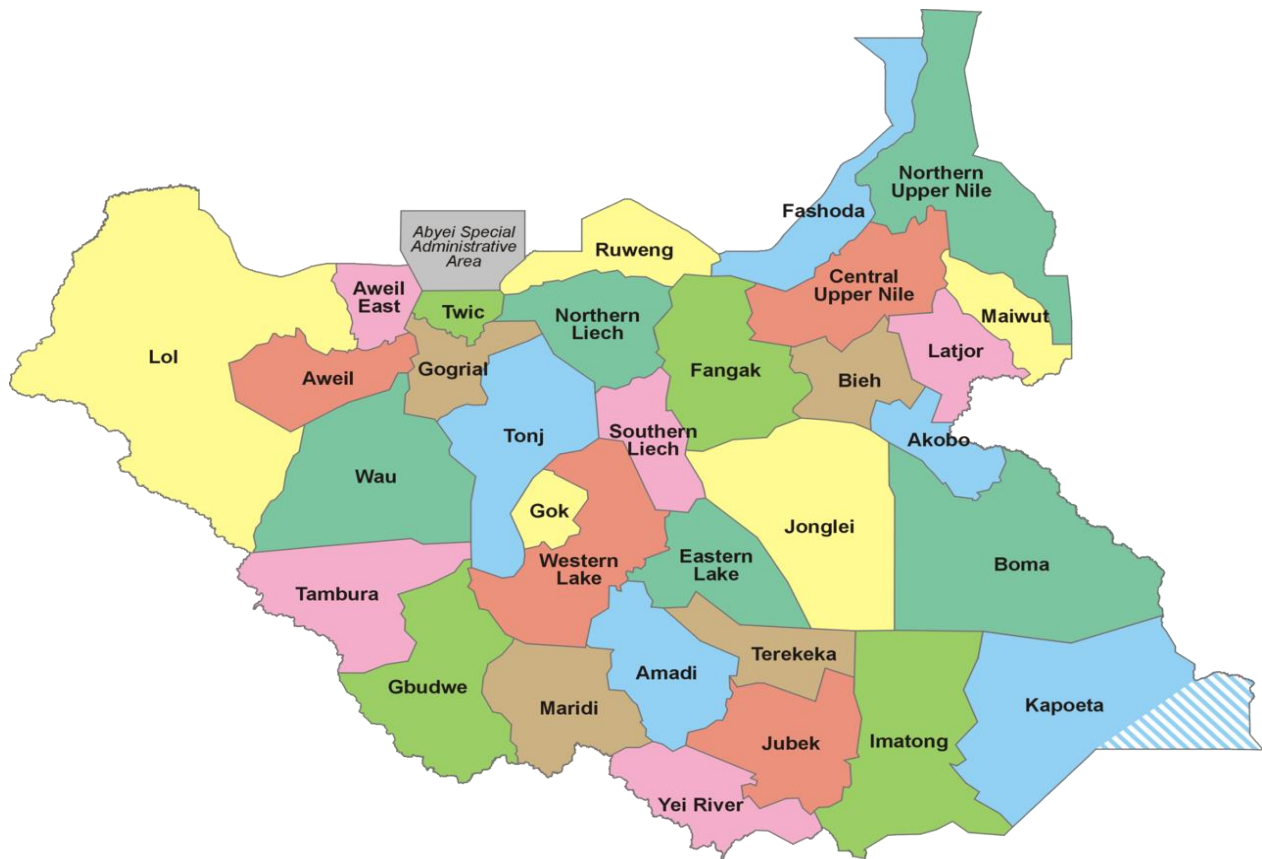 Northern
Upper Nile
Fashoda
Abyei Special
Administrative
Area
Ruweng
Central
Upper Nile
Aweil
East
Twic
Northern
Liech
Maiwut
Lol
Latjor
Aweil
Gogrial
Fangak
Bieh
Tonj
Southern
Liech
Akobo
Wau
Gok
Jonglei
Western
Lake
Eastern
Lake
Boma
Tambura
Terekeka
Gbudwe
Amadi
Maridi
Kapoeta
Jubek
Imatong
Yei River